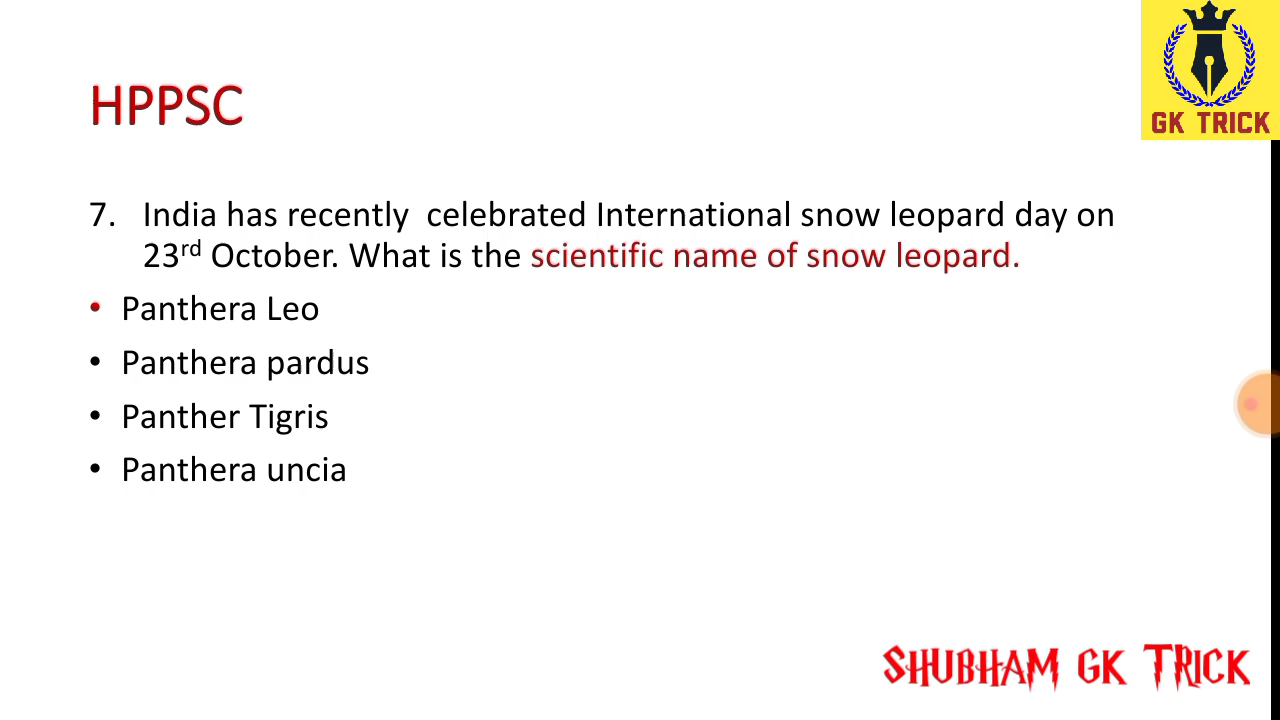 GK TRICK
HPPSC
7. India has recently celebrated International snow leopard day on
23rd October. What is the scientific name of snow leopard.
• Panthera Leo
• Panthera pardus
• Panther Tigris
• Panthera uncia
SHUBHAM GK TRICK